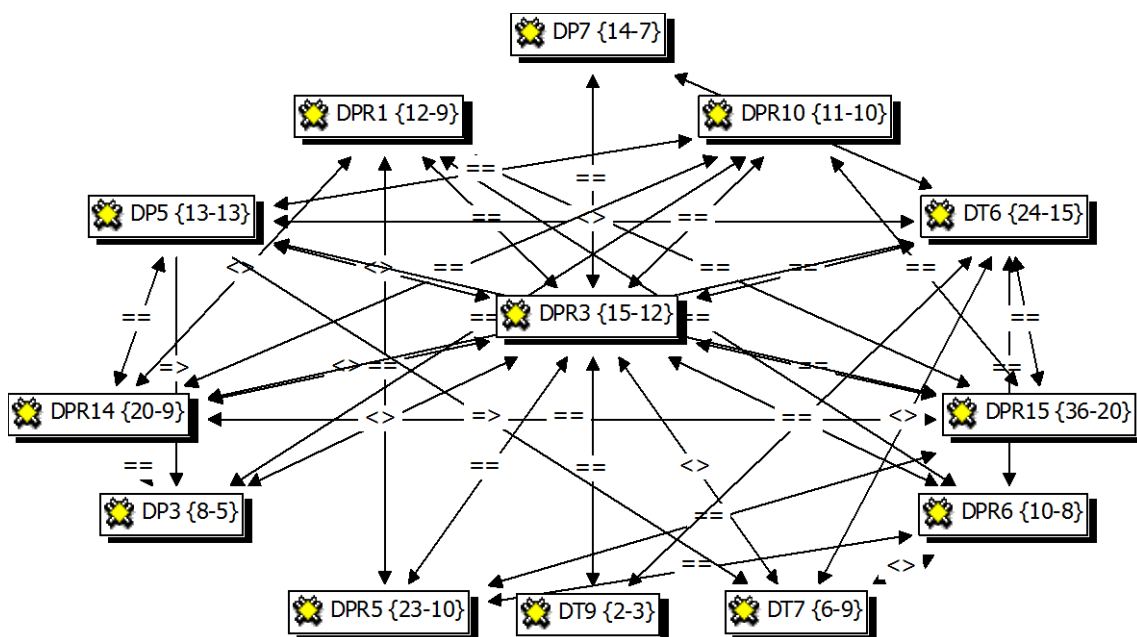 DP7 {14-7}
DPR1 {12-9}
DPR10 {11-10}
==
==
DP5 {13-13}
==
<>
==
DT6 {24-15}
<>
<>
==
==
==
==
==
DPR3 {15-12}
==
==
==
=>
<>
==
==
==
DPR14 {20-9}
<>
=>
==
==
<>
DPR15 {36-20}
==
==
==
<>
DP3 {8-5}
==
DPR6 {10-8}
==
<>
DPR5 {23-10}
DT9 {2-3}
DT7 {6-9}